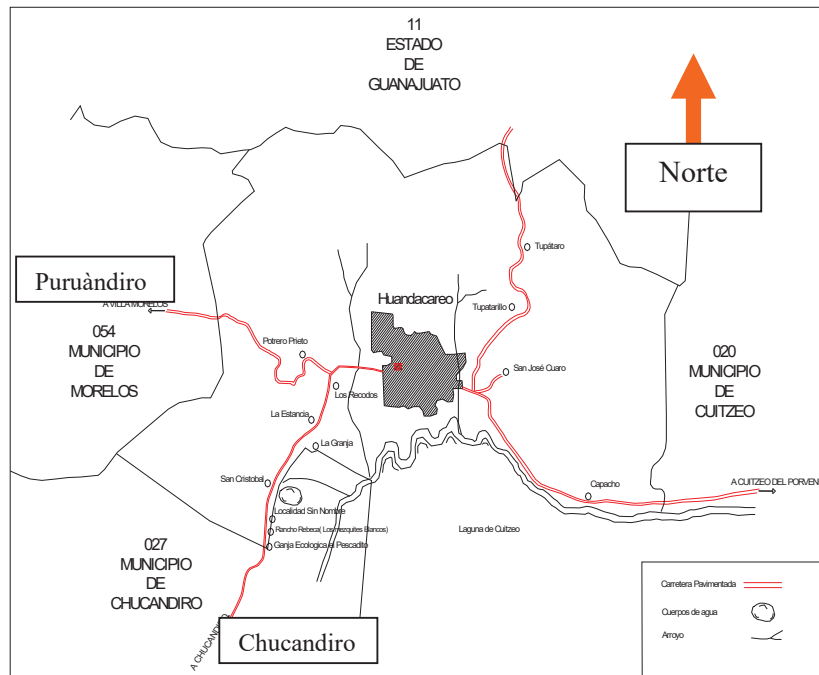 11
ESTADO
DE
GUANAJUATO
Norte
Tupátaro
Puruàndiro
A VILLA MORELOS
Huandacareo
Tupatarillo
054
MUNICIPIO
DE
MORELOS
Potrero Prieto
San José Cuaro
020
MUNICIPIO
DE
CUITZEO
Los Recodos
La Estancia
La Granja
San Cristobal
Capacho
A CUITZEO DEL PORVEN
Localidad Sin Nombre
Rancho Rebeca( Los mezquites Blancos)
Laguna de Cuitzeo
Ganja Ecologica el Pescadito
027
MUNICIPIO
DE
CHUCANDIRO
Carretera Pavimentada
Cuerpos de agua
Arroyo
Chucandiro
A CHUCANDI